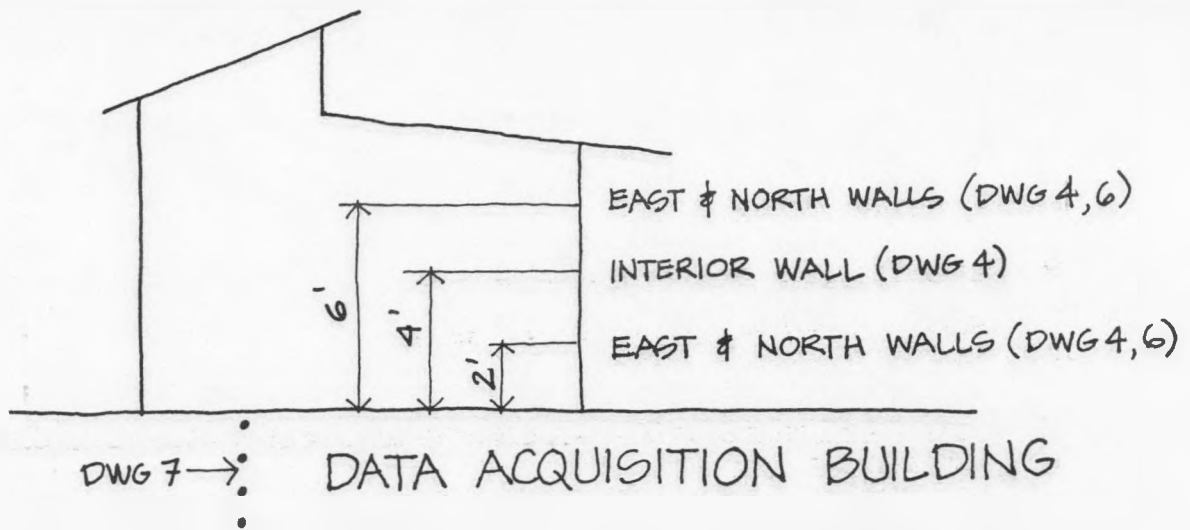 EAST & NORTH WALLS (DWG 4, 6)
INTERIOR WALL (DWG 4)
EAST & NORTH WALLS (DWG 4, 6)
6'
4'
2'
DWG 7
DATA ACQUISITION BUILDING